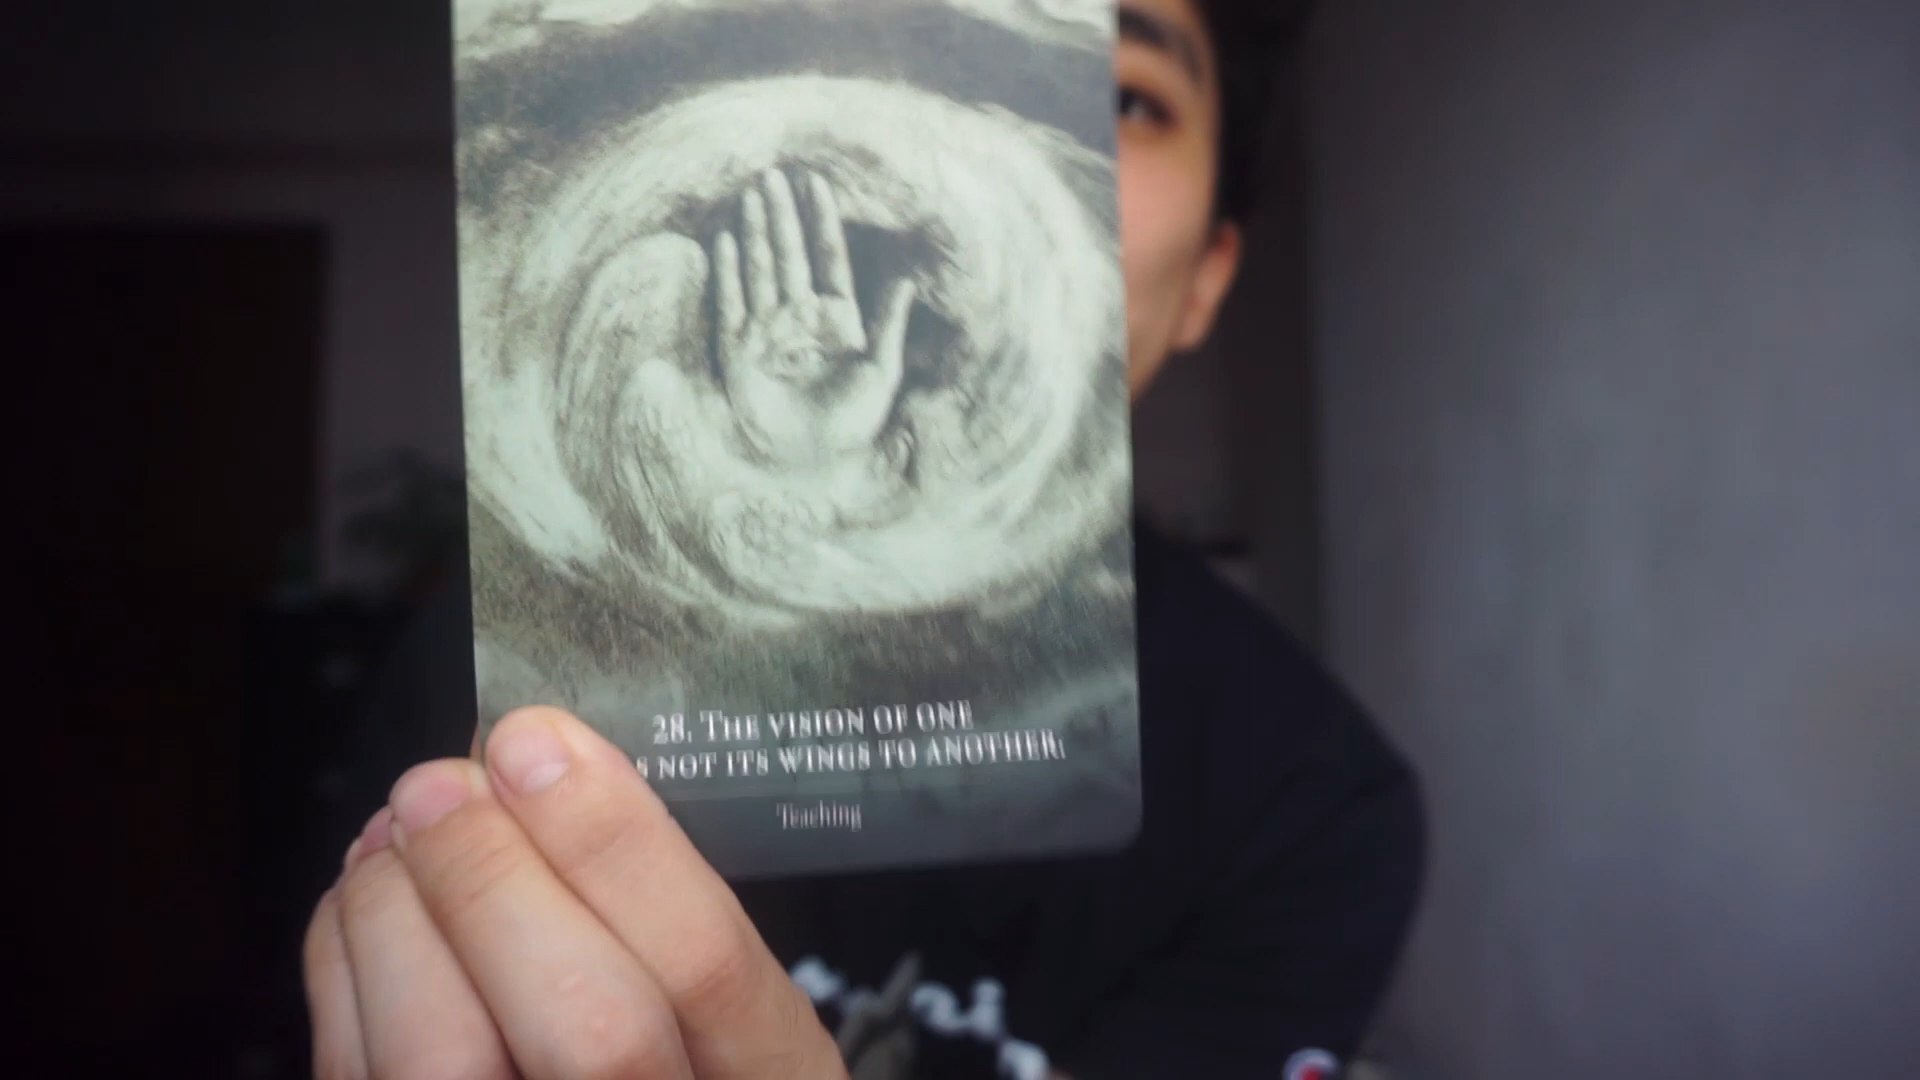 28. The vision of one
s not its wings to another.
Teaching